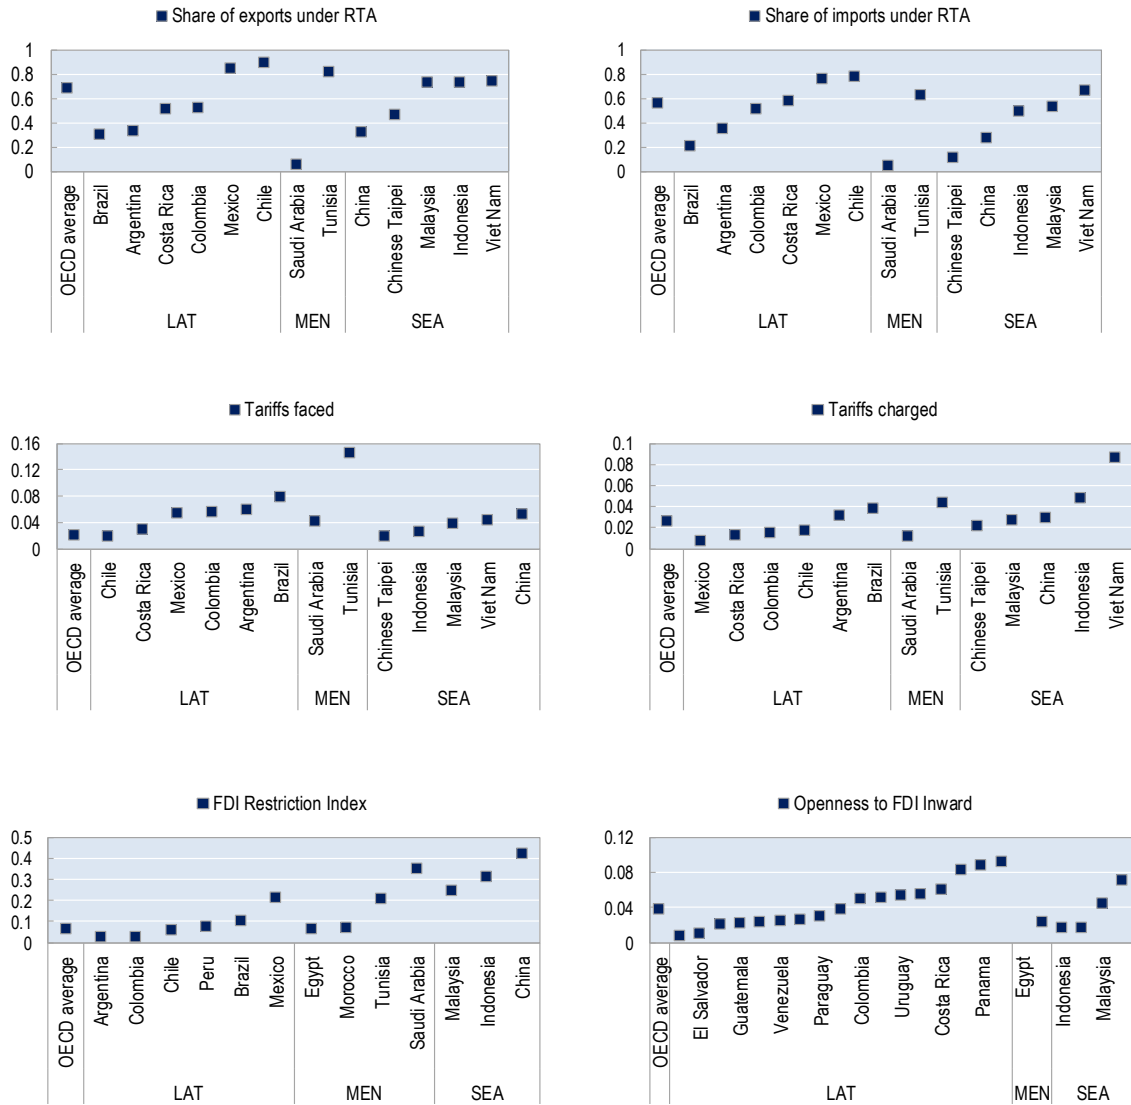 Share of exports under RTA
1
0.8
0.6
0.4
0.2
0
OECD average
Brazil
Argentina
Costa Rica
Colombia
Mexico
Chile
Saudi Arabia
Tunisia
China
Chinese Taipei
Malaysia
Indonesia
Viet Nam
LAT
MEN
SEA
Share of imports under RTA
1
0.8
0.6
0.4
0.2
0
OECD average
Brazil
Argentina
Colombia
Costa Rica
Mexico
Chile
Saudi Arabia
Tunisia
Chinese Taipei
China
Indonesia
Malaysia
Viet Nam
LAT
MEN
SEA
Tariffs faced
0.16
0.12
0.08
0.04
0
OECD average
Chile
Costa Rica
Mexico
Colombia
Argentina
Brazil
Saudi Arabia
Tunisia
Chinese Taipei
Indonesia
Malaysia
Viet Nam
China
LAT
MEN
SEA
Tariffs charged
0.1
0.08
0.06
0.04
0.02
0
OECD average
Mexico
Costa Rica
Colombia
Chile
Argentina
Brazil
Saudi Arabia
Tunisia
Chinese Taipei
Malaysia
China
Indonesia
Viet Nam
LAT
MEN
SEA
FDI Restriction Index
0.5
0.4
0.3
0.2
0.1
0
OECD average
Argentina
Colombia
Chile
Peru
Brazil
Mexico
Egypt
Morocco
Tunisia
Saudi Arabia
Malaysia
Indonesia
China
LAT
MEN
SEA
Openness to FDI Inward
0.12
0.08
0.04
0
OECD average
El Salvador
Guatemala
Venezuela
Paraguay
Colombia
Uruguay
Costa Rica
Panama
Egypt
Indonesia
Malaysia
LAT
MEN
SEA